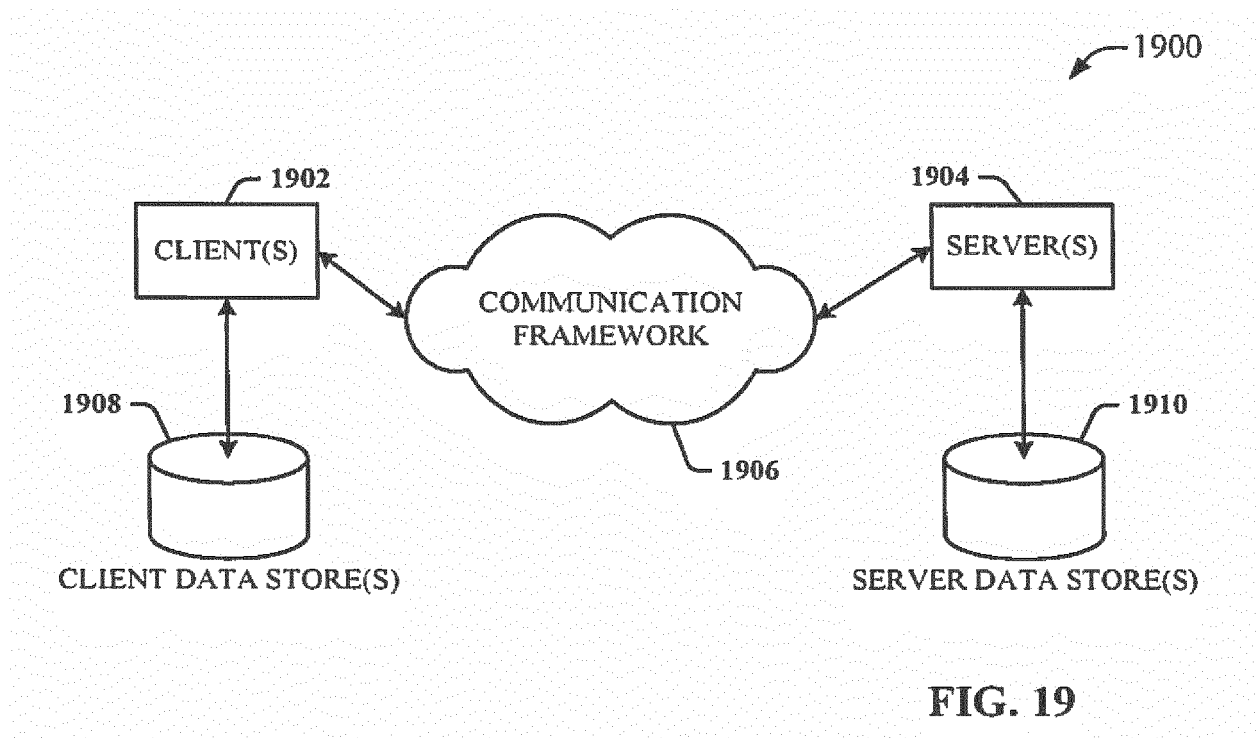 1900
1902
1904
CLIENT(S)
SERVER(S)
COMMUNICATION
FRAMEWORK
1908
1910
1906
CLIENT DATA STORE(S)
SERVER DATA STORE(S)
FIG. 19